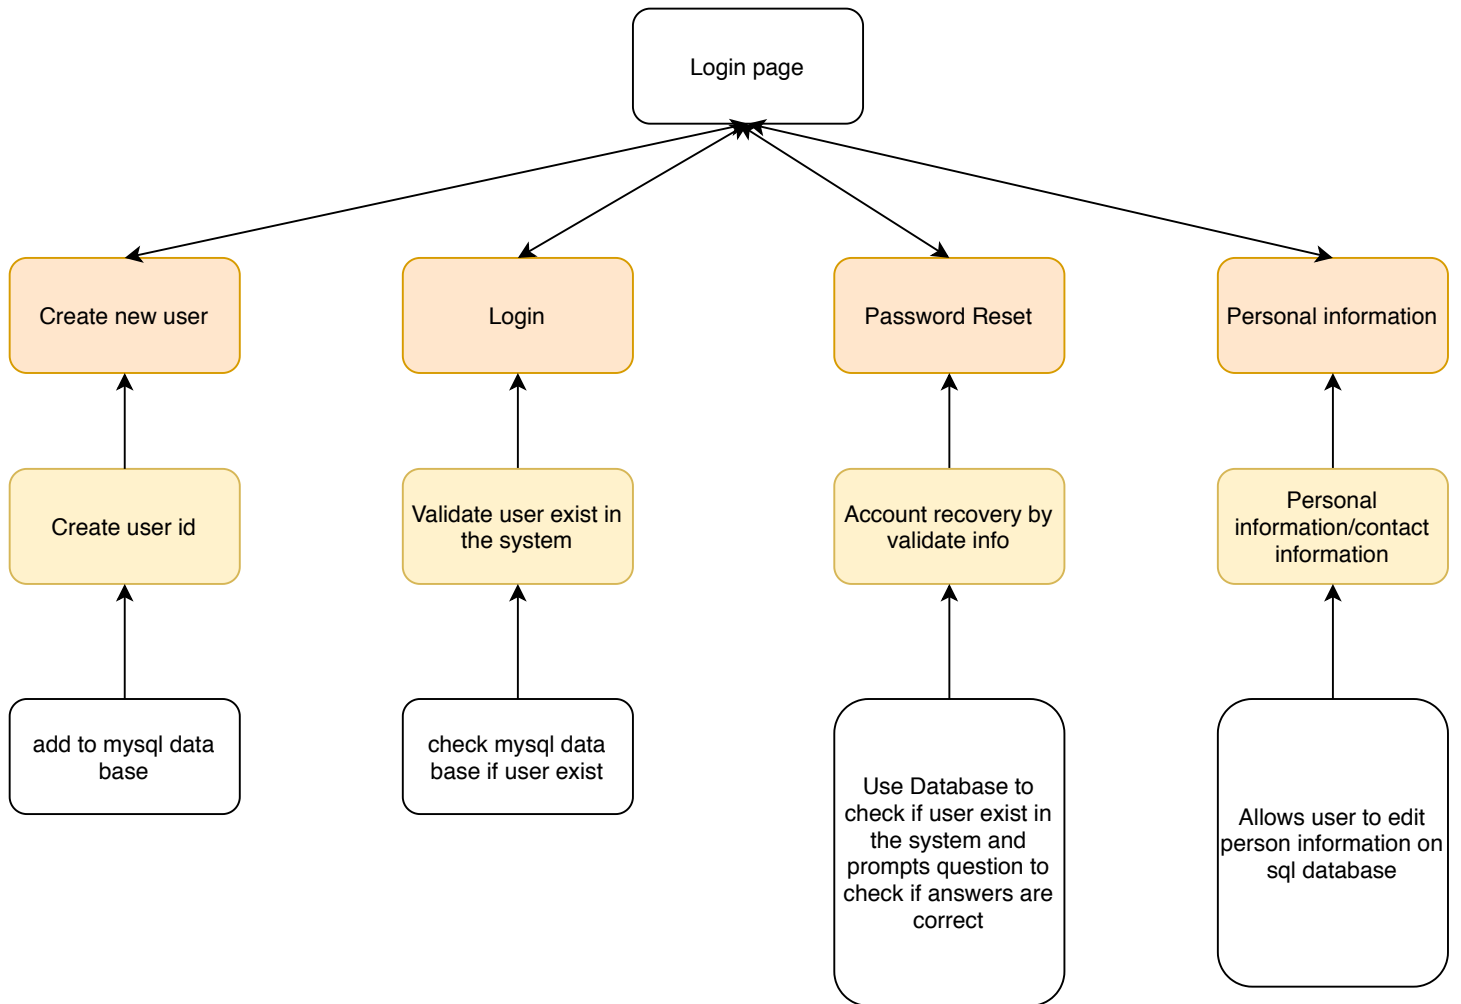 Login page
Create new user
Login
Password Reset
Personal information
Create user id
Validate user exist in
the system
Account recovery by
validate info
Personal
information/contact
information
add to mysql data
base
check mysql data
base if user exist
Use Database to
check if user exist in
the system and
prompts question to
check if answers are
correct
Allows user to edit
person information on
sql database